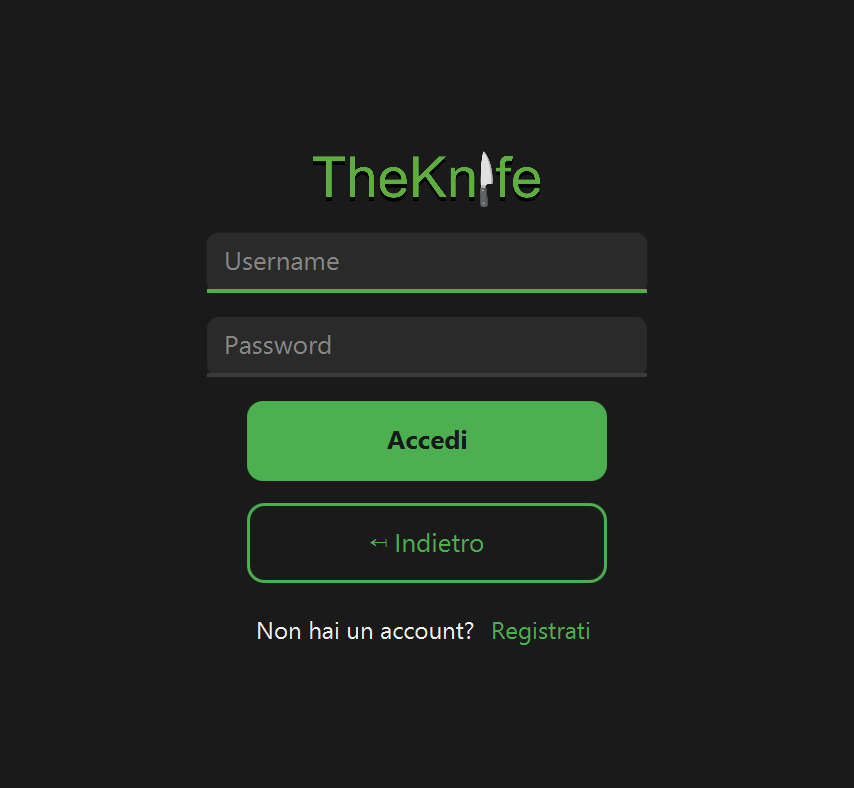 TheKnife
Username
Password
Accedi
↤ Indietro
Non hai un account? Registrati